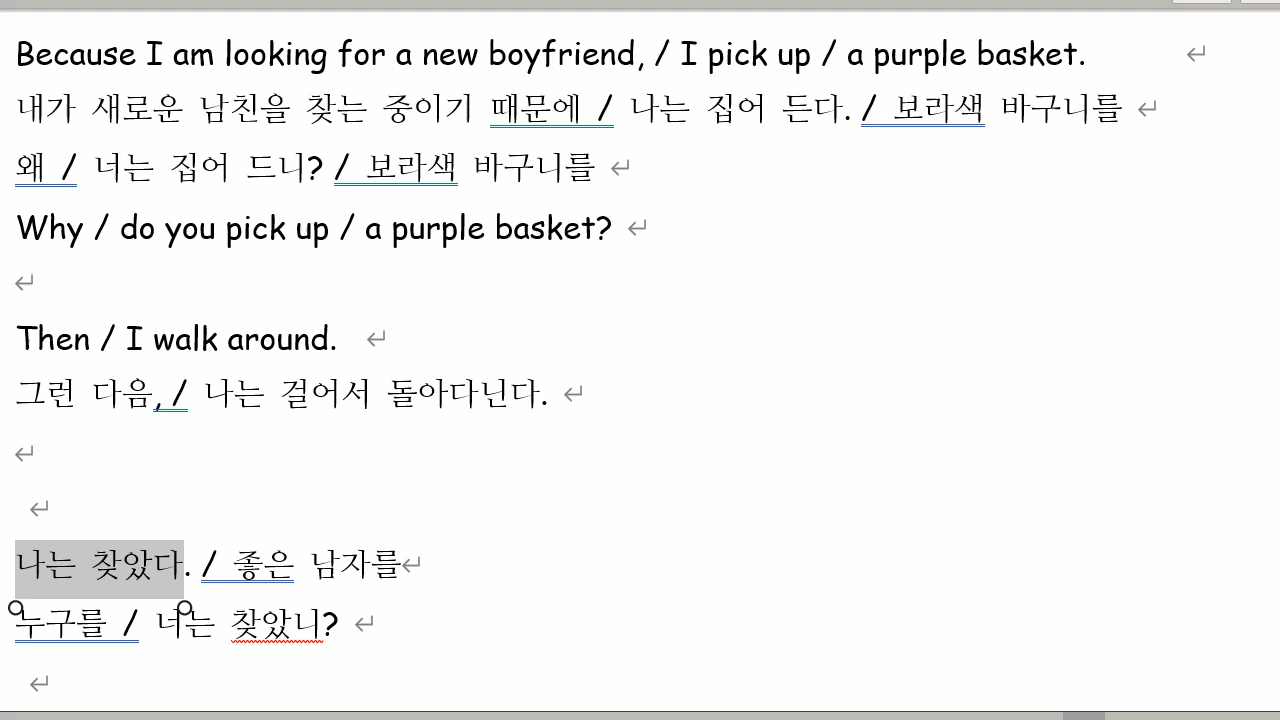 Because I am looking for a new boyfriend, / I pick up / a purple basket.
내가 새로운 남친을 찾는 중이기 때문에 / 나는 집어 든다. / 보라색 바구니를
왜 / 너는 집어 드니? / 보라색 바구니를
Why / do you pick up / a purple basket?
Then / I walk around.
그런 다음, / 나는 걸어서 돌아다닌다.
나는 찾았다. / 좋은 남자를
누구를 / 너는 찾았니?